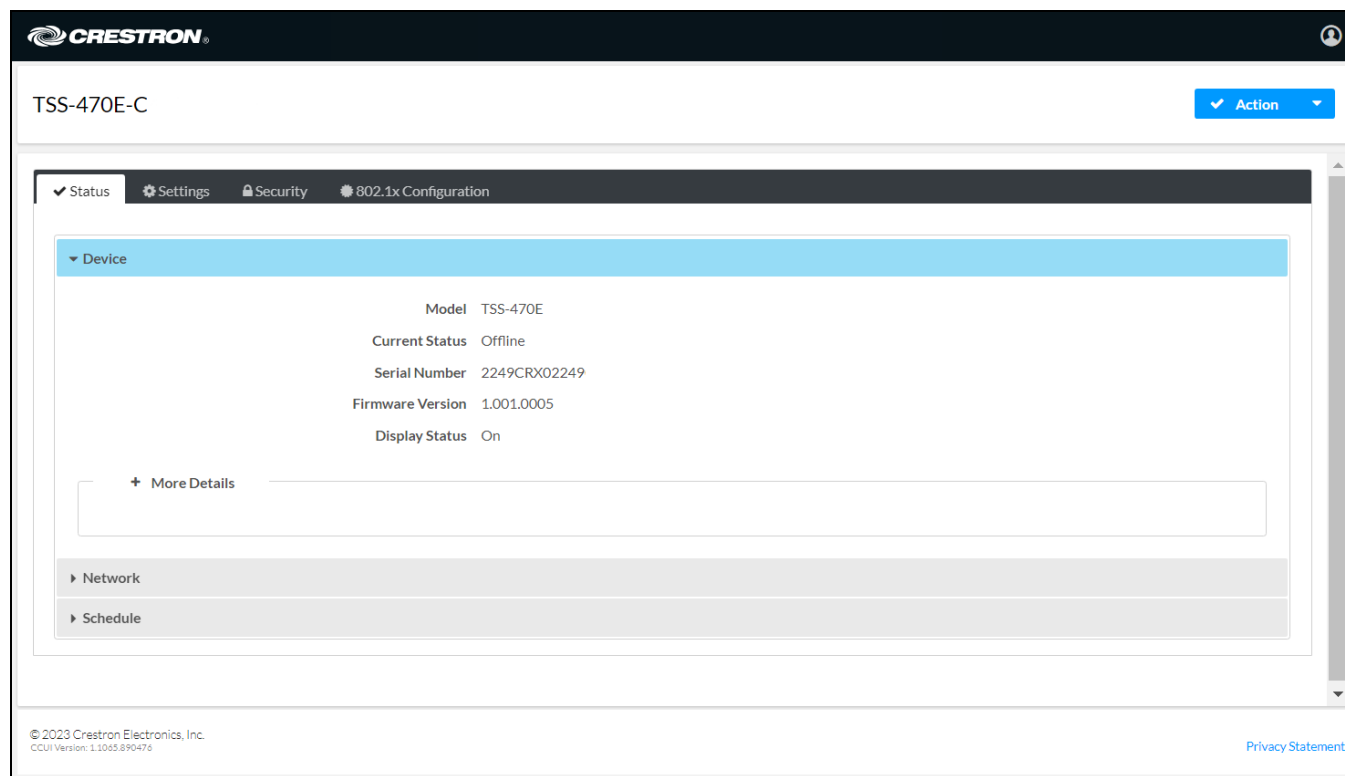 CRESTRON®
TSS-470E-C
Action
Status Settings Security 802.1x Configuration
Device
Model TSS-470E
Current Status Offline
Serial Number 2249CRX02249
Firmware Version 1.001.0005
Display Status On
+ More Details
Network
Schedule
© 2023 Crestron Electronics, Inc.
CCUI Version: 1.1065.890476
Privacy Statement